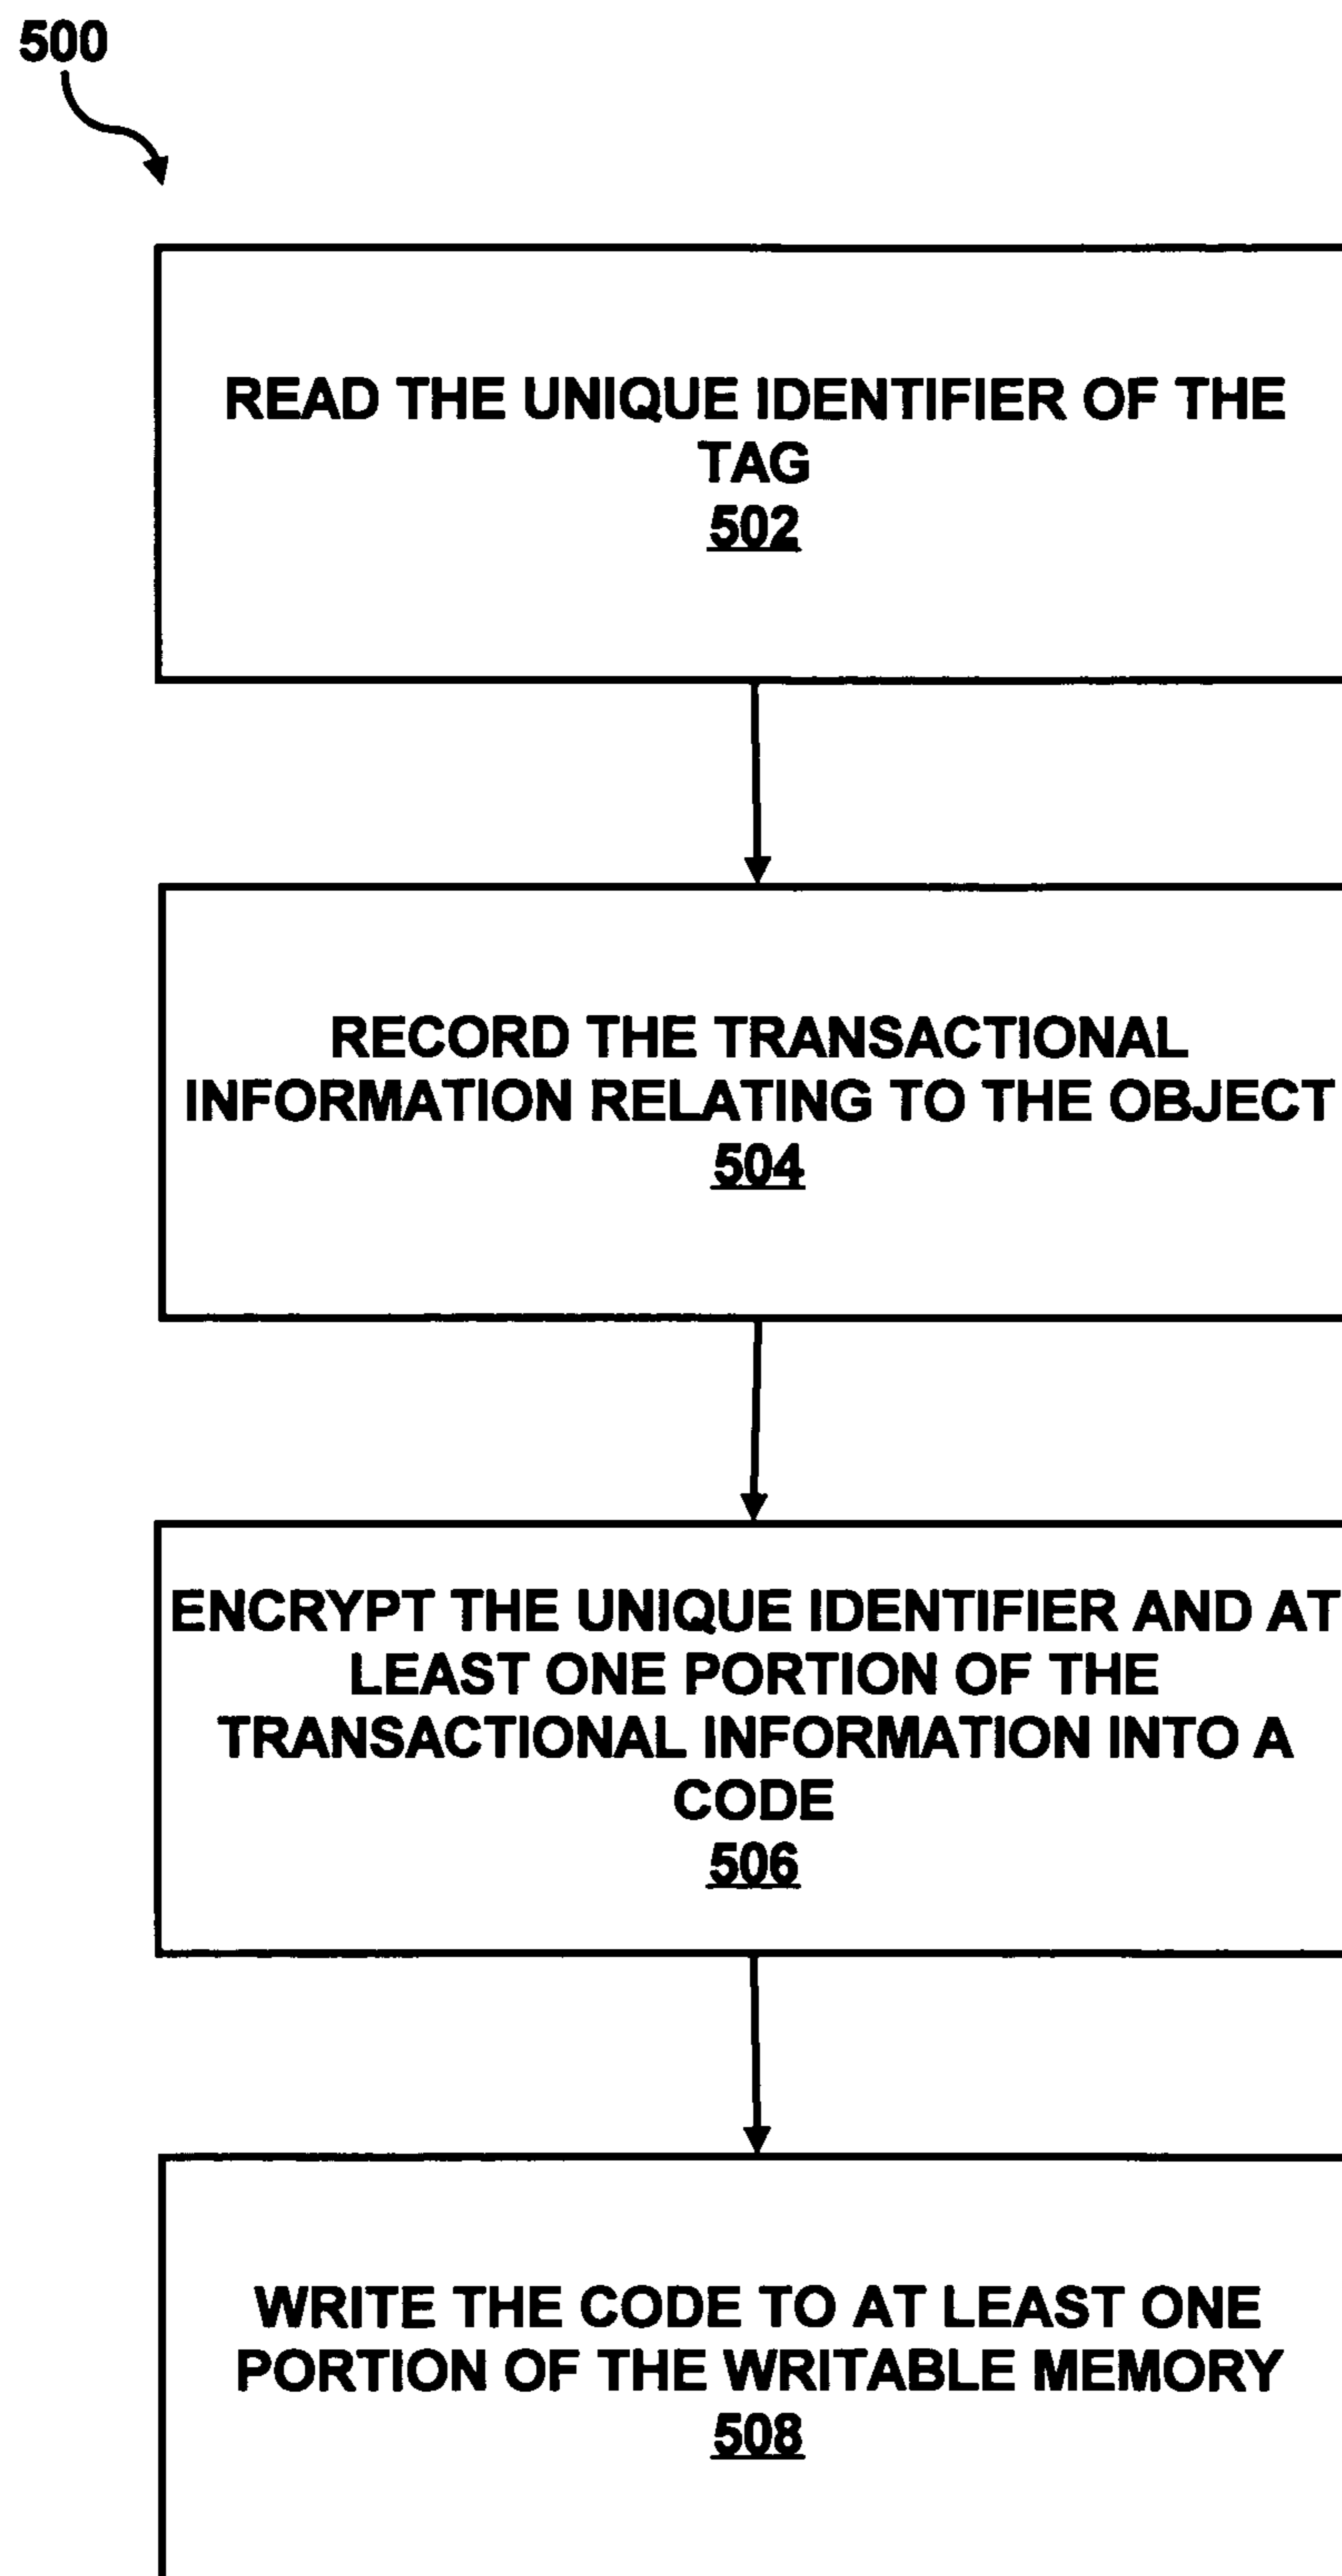 500
READ THE UNIQUE IDENTIFIER OF THE
TAG
502
RECORD THE TRANSACTIONAL
INFORMATION RELATING TO THE OBJECT
504
ENCRYPT THE UNIQUE IDENTIFIER AND AT
LEAST ONE PORTION OF THE
TRANSACTIONAL INFORMATION INTO A
CODE
506
WRITE THE CODE TO AT LEAST ONE
PORTION OF THE WRITABLE MEMORY
508